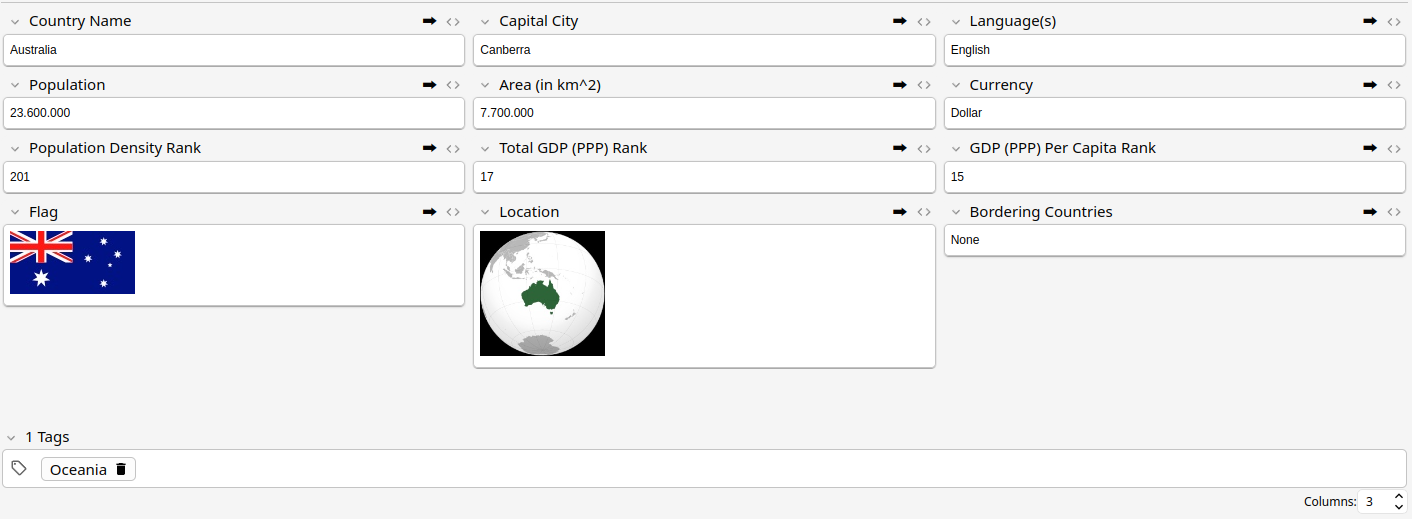 Country Name Capital City Language(s)
Australia Canberra English
Population Area (in km^2) Currency
23.600.000 7.700.000 Dollar
Population Density Rank Total GDP (PPP) Rank GDP (PPP) Per Capita Rank
201 17 15
Flag Location Bordering Countries
None
1 Tags
Oceania
Columns: 3